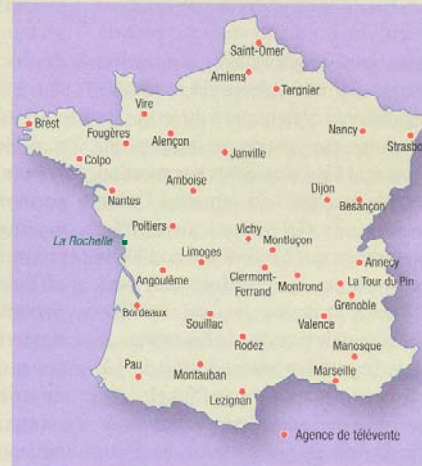 Saint-Omer
Amiens
Tergnier
Vire
Brest
Fougères
Alençon
Nancy
Strasbo
Colpo
Janville
Amboise
Nantes
Dijon
Besançon
Poitiers
Vichy
La Rochelle
Montluçon
Limoges
Annecy
Angoulême
Clermont-
Ferrand
Montrond
La Tour du Pin
Grenoble
Bordeaux
Souillac
Valence
Rodez
Manosque
Pau
Montauban
Marseille
Lezignan
Agence de télévente